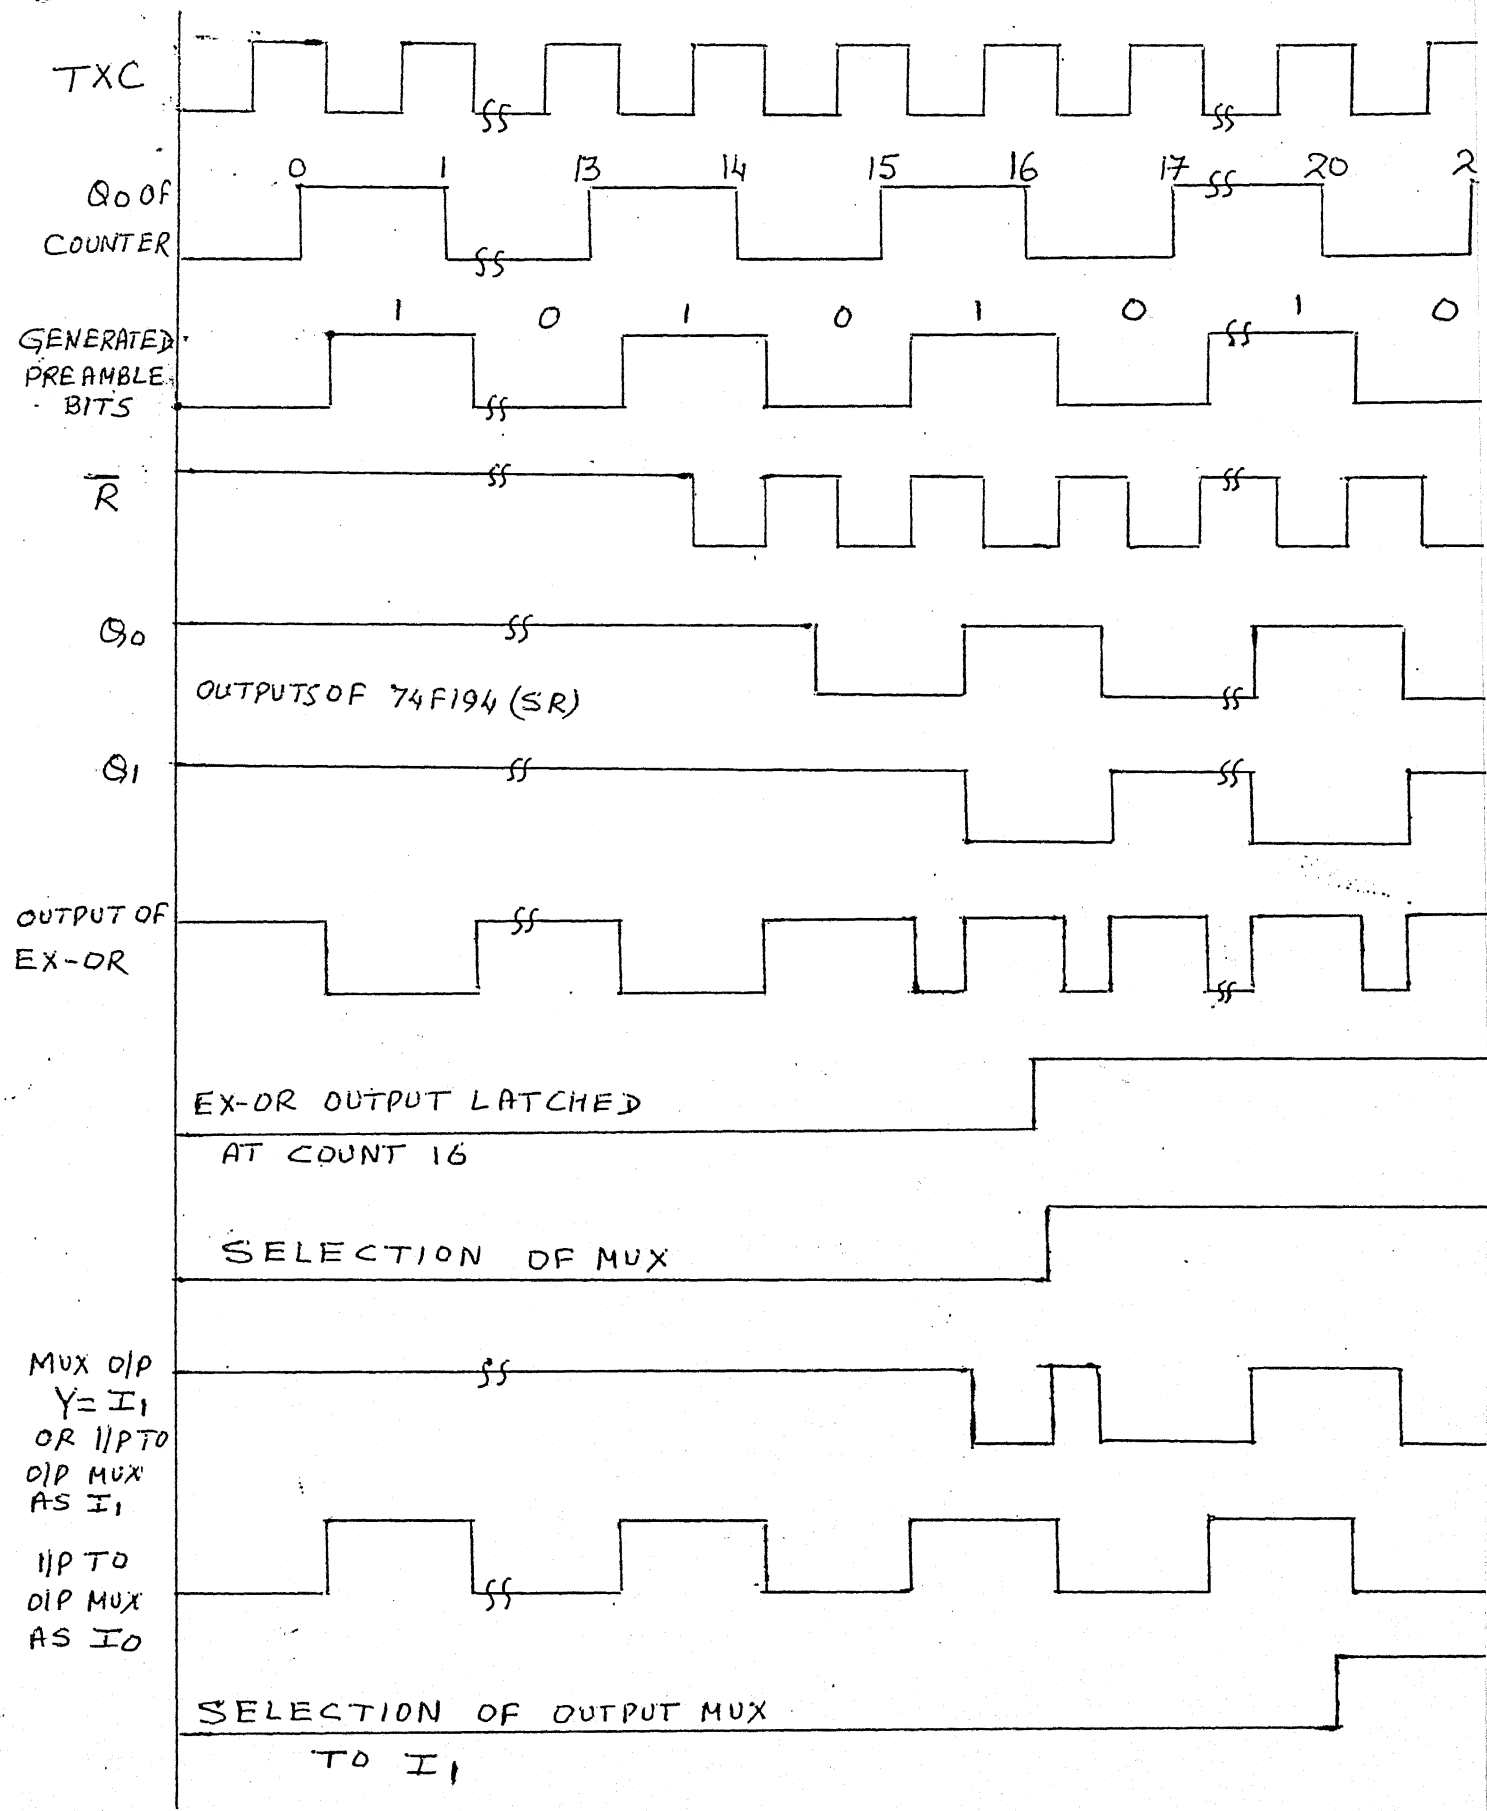 TXC
0 1 13 14 15 16 17 20 2
Q0 OF
COUNTER
1 0 1 0 1 0 1 0
GENERATED
PREAMBLE
BITS
R̅
Q0
OUTPUTS OF 74F194 (SR)
Q1
OUTPUT OF
EX-OR
EX-OR OUTPUT LATCHED
AT COUNT 16
SELECTION OF MUX
MUX O/P
Y= I1
OR I/P TO
O/P MUX
AS I1
I/P TO
O/P MUX
AS I0
SELECTION OF OUTPUT MUX
TO I1